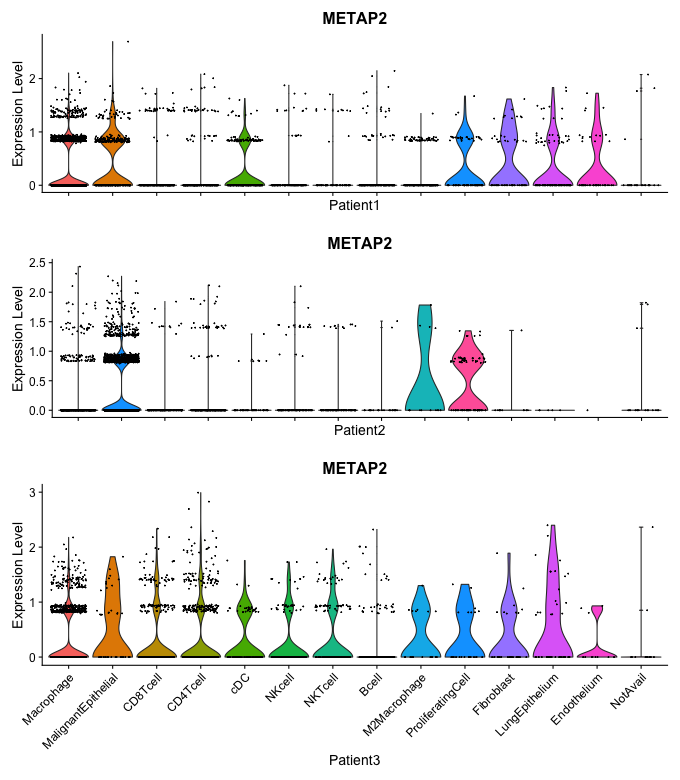 METAP2
Expression Level
2
1
0
Patient1
METAP2
Expression Level
2.5
2.0
1.5
1.0
0.5
0.0
Patient2
METAP2
Expression Level
3
2
1
0
Macrophage
MalignantEpithelial
CD8Tcell
CD4Tcell
cDC
NKcell
NKTcell
Bcell
M2Macrophage
ProliferatingCell
Fibroblast
LungEpithelium
Endothelium
NotAvail
Patient3